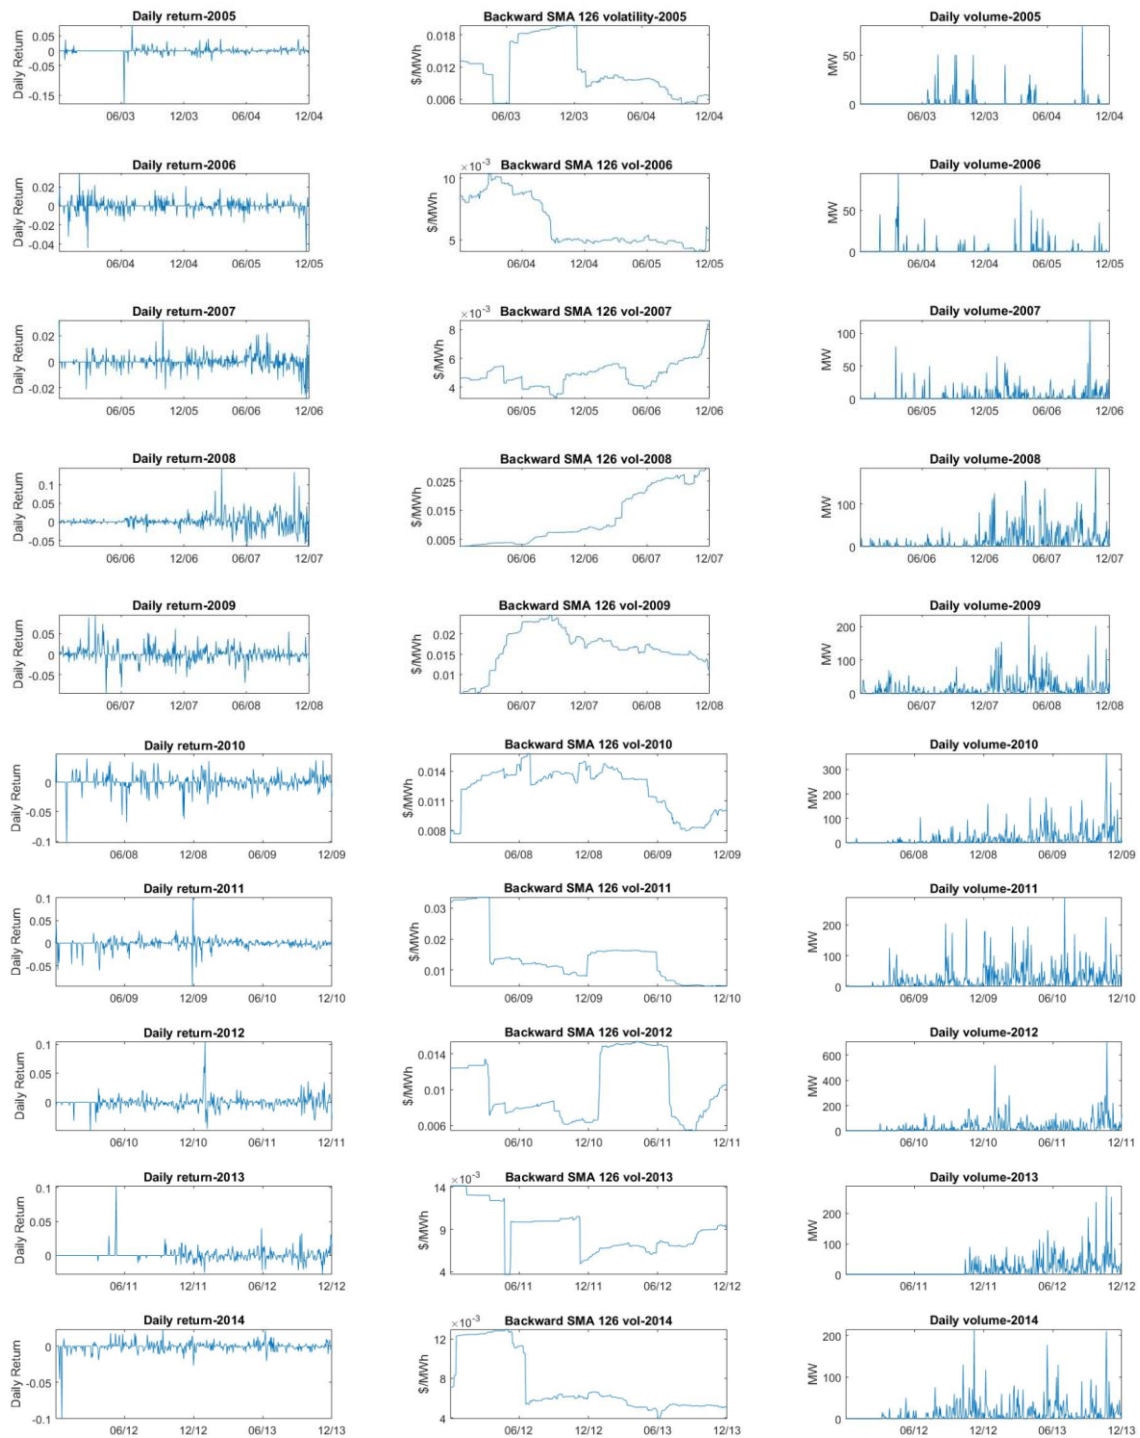 Daily return-2005 Backward SMA 126 volatility-2005 Daily volume-2005
Daily Return $/MWh MW
0.05 -0.05 -0.15 0.018 0.012 0.006 50 0
06/03 12/03 06/04 12/04 06/03 12/03 06/04 12/04 06/03 12/03 06/04 12/04
Daily return-2006 Backward SMA 126 vol-2006 Daily volume-2006
Daily Return $/MWh MW
0.02 0 -0.02 -0.04 ×10⁻³ 10 5 50 0
06/04 12/04 06/05 12/05 06/04 12/04 06/05 12/05 06/04 12/04 06/05 12/05
Daily return-2007 Backward SMA 126 vol-2007 Daily volume-2007
Daily Return $/MWh MW
0.02 0 -0.02 ×10⁻³ 8 6 4 100 50 0
06/05 12/05 06/06 12/06 06/05 12/05 06/06 12/06 06/05 12/05 06/06 12/06
Daily return-2008 Backward SMA 126 vol-2008 Daily volume-2008
Daily Return $/MWh MW
0.1 0.05 0 -0.05 0.025 0.015 0.005 100 0
06/06 12/06 06/07 12/07 06/06 12/06 06/07 12/07 06/06 12/06 06/07 12/07
Daily return-2009 Backward SMA 126 vol-2009 Daily volume-2009
Daily Return $/MWh MW
0.05 0 -0.05 0.02 0.01 200 100 0
06/07 12/07 06/08 12/08 06/07 12/07 06/08 12/08 06/07 12/07 06/08 12/08
Daily return-2010 Backward SMA 126 vol-2010 Daily volume-2010
Daily Return $/MWh MW
0 -0.05 -0.1 0.014 0.011 0.008 300 200 100 0
06/08 12/08 06/09 12/09 06/08 12/08 06/09 12/09 06/08 12/08 06/09 12/09
Daily return-2011 Backward SMA 126 vol-2011 Daily volume-2011
Daily Return $/MWh MW
0.1 0.05 0 -0.05 0.03 0.02 0.01 200 100 0
06/09 12/09 06/10 12/10 06/09 12/09 06/10 12/10 06/09 12/09 06/10 12/10
Daily return-2012 Backward SMA 126 vol-2012 Daily volume-2012
Daily Return $/MWh MW
0.1 0.05 0 0.014 0.01 0.006 600 400 200 0
06/10 12/10 06/11 12/11 06/10 12/10 06/11 12/11 06/10 12/10 06/11 12/11
Daily return-2013 Backward SMA 126 vol-2013 Daily volume-2013
Daily Return $/MWh MW
0.1 0.05 0 ×10⁻³ 14 9 4 200 100 0
06/11 12/11 06/12 12/12 06/11 12/11 06/12 12/12 06/11 12/11 06/12 12/12
Daily return-2014 Backward SMA 126 vol-2014 Daily volume-2014
Daily Return $/MWh MW
0 -0.05 -0.1 ×10⁻³ 12 8 4 200 100 0
06/12 12/12 06/13 12/13 06/12 12/12 06/13 12/13 06/12 12/12 06/13 12/13